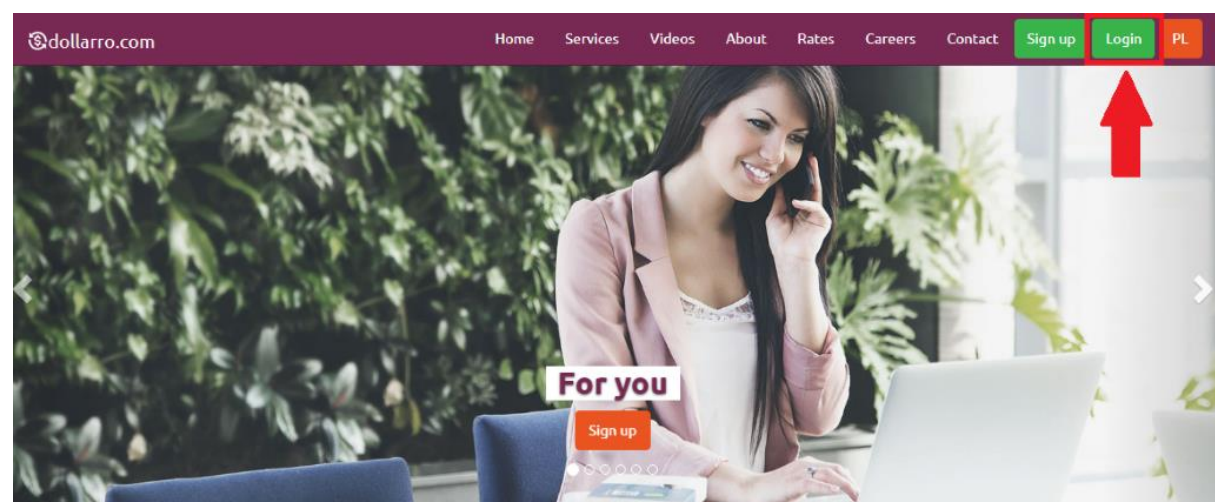 dollarro.com
Home Services Videos About Rates Careers Contact Sign up Login PL
For you
Sign up